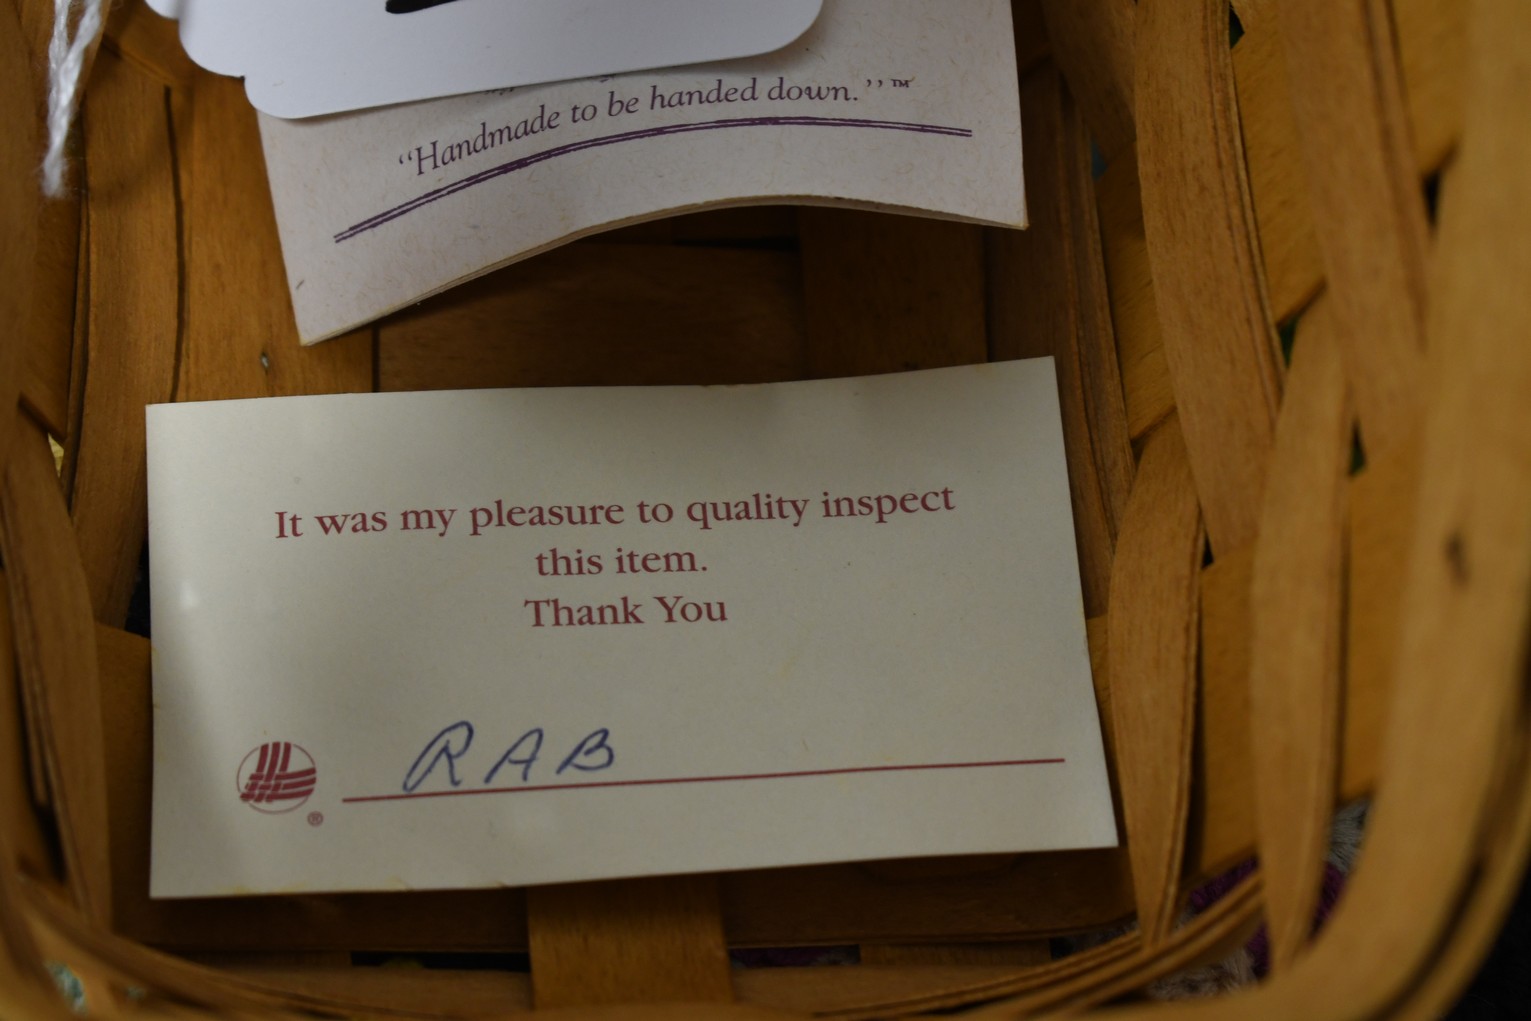 “Handmade to be handed down.”™
It was my pleasure to quality inspect
this item.
Thank You
RAB
®